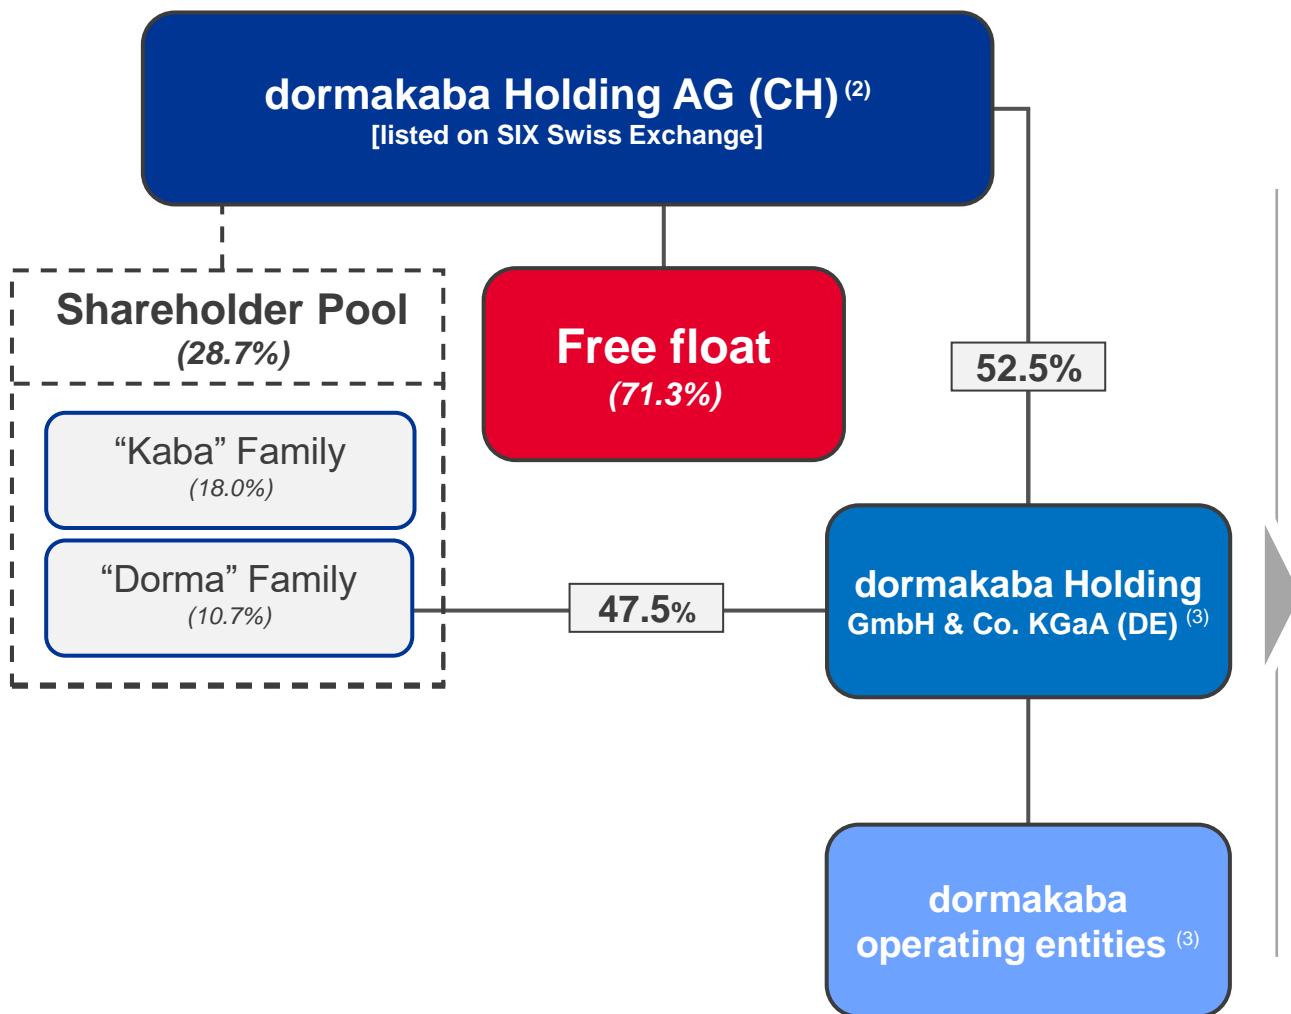 dormakaba Holding AG (CH) (2)
[listed on SIX Swiss Exchange]
Shareholder Pool
(28.7%)
Free float
(71.3%)
52.5%
“Kaba” Family
(18.0%)
“Dorma” Family
(10.7%)
47.5%
dormakaba Holding
GmbH & Co. KGaA (DE) (3)
dormakaba
operating entities (3)